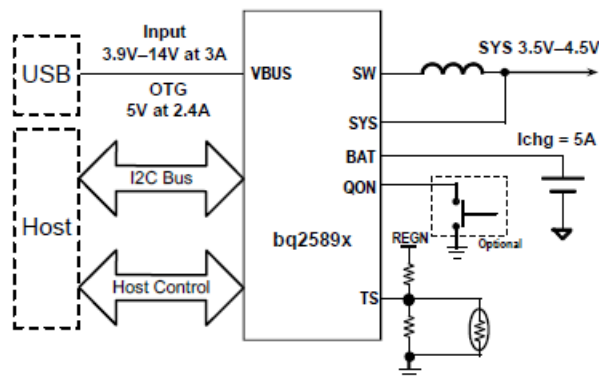 Input
3.9V–14V at 3A
SYS 3.5V–4.5V
USB
VBUS
SW
OTG
5V at 2.4A
SYS
BAT
Ichg = 5A
I2C Bus
QON
Host
bq2589x
REGN
Optional
Host Control
TS